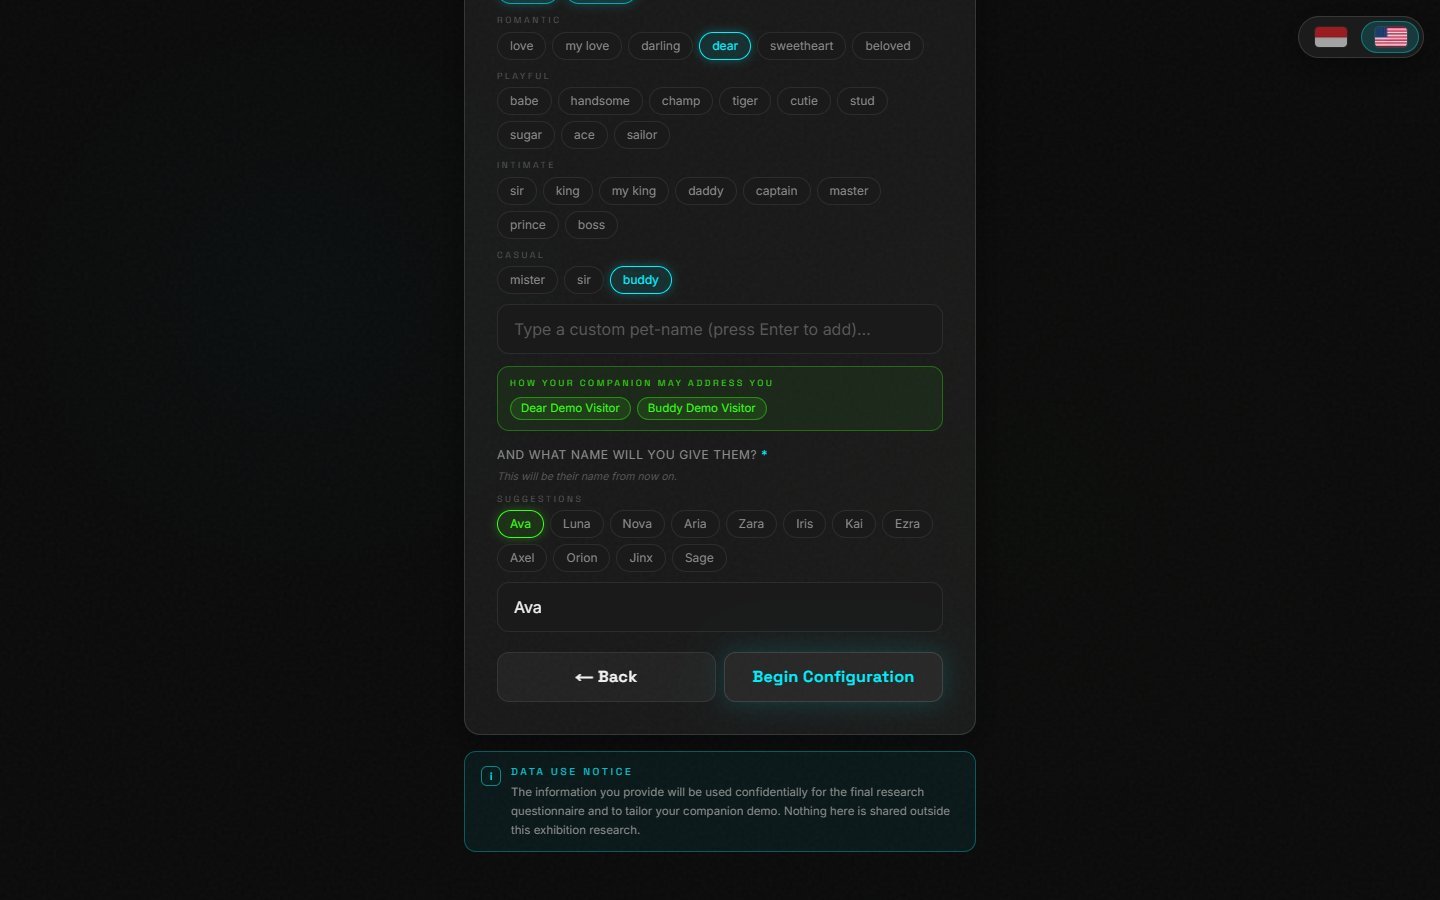 ROMANTIC
love my love darling dear sweetheart beloved
PLAYFUL
babe handsome champ tiger cutie stud
sugar ace sailor
INTIMATE
sir king my king daddy captain master
prince boss
CASUAL
mister sir buddy
Type a custom pet-name (press Enter to add)...
HOW YOUR COMPANION MAY ADDRESS YOU
Dear Demo Visitor Buddy Demo Visitor
AND WHAT NAME WILL YOU GIVE THEM? *
This will be their name from now on.
SUGGESTIONS
Ava Luna Nova Aria Zara Iris Kai Ezra
Axel Orion Jinx Sage
Ava
← Back Begin Configuration
i DATA USE NOTICE
The information you provide will be used confidentially for the final research
questionnaire and to tailor your companion demo. Nothing here is shared outside
this exhibition research.